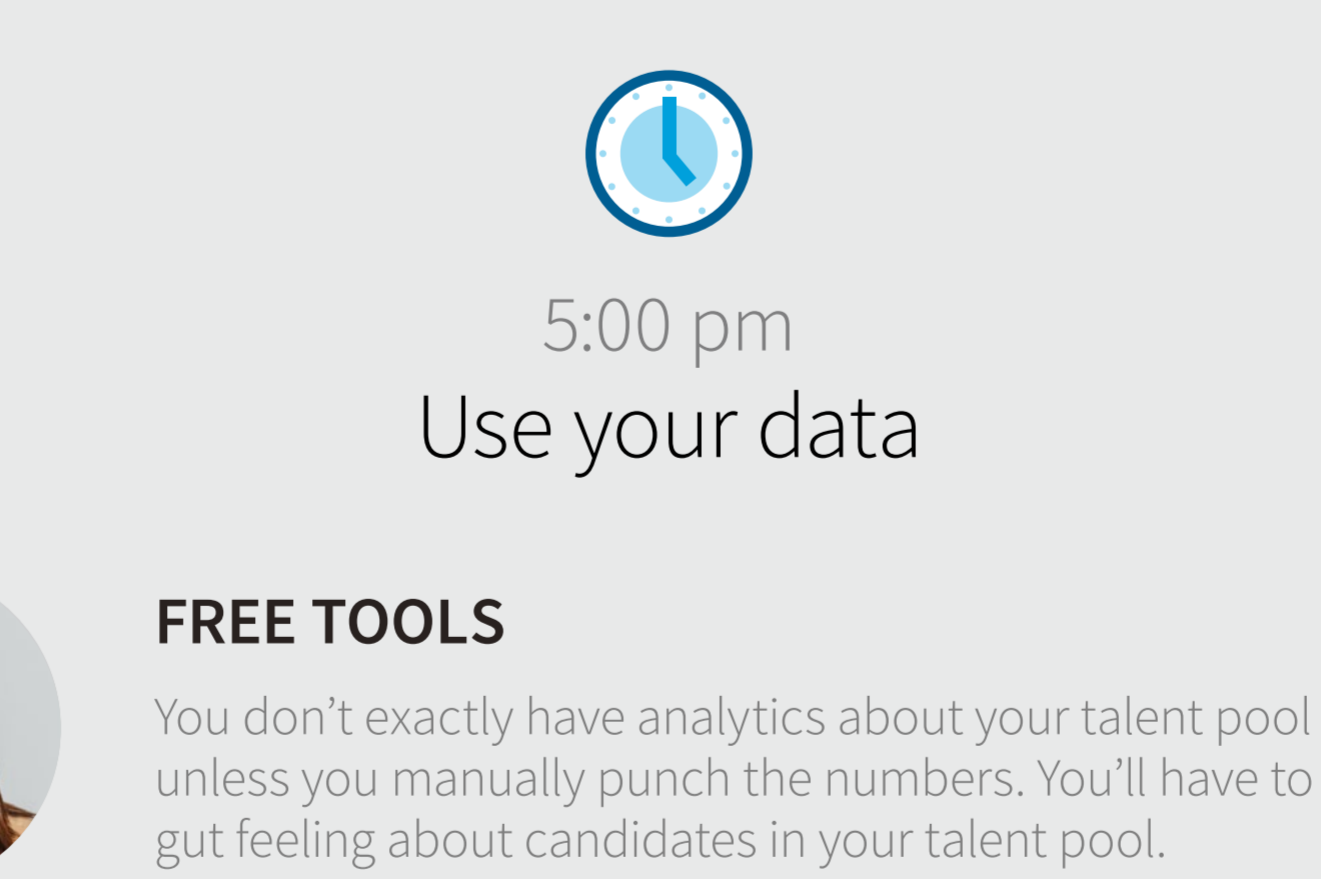 5:00 pm
Use your data
FREE TOOLS
You don’t exactly have analytics about your talent pool
unless you manually punch the numbers. You’ll have to
gut feeling about candidates in your talent pool.